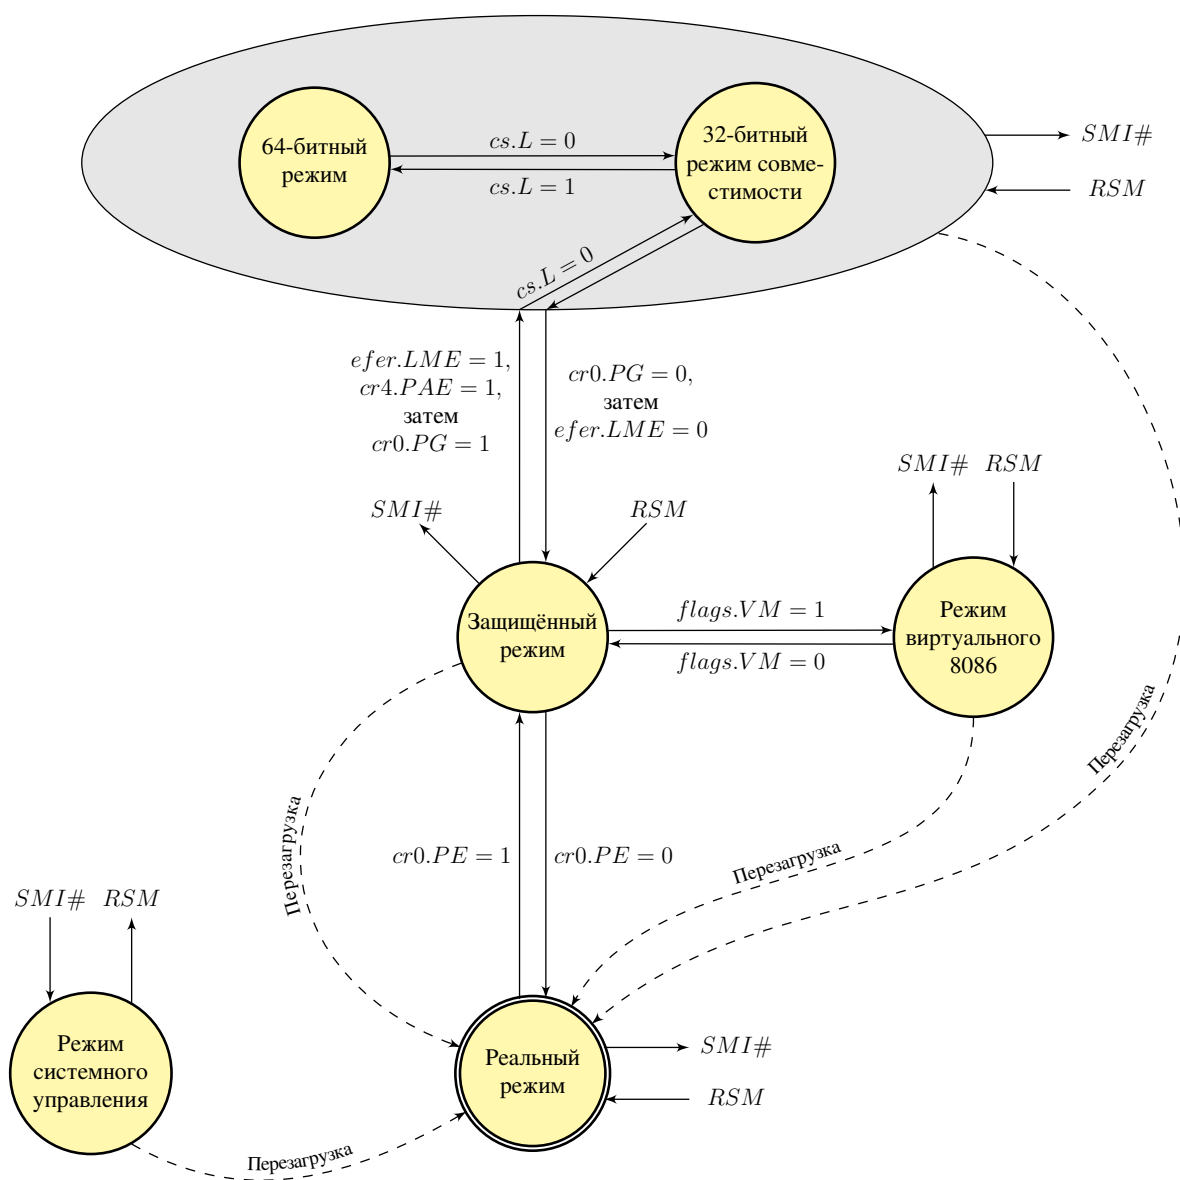 64-битный
режим
cs.L = 0
cs.L = 1
32-битный
режим совме-
стимости
SMI#
RSM
cs.L = 0
efer.LME = 1,
cr4.PAE = 1,
затем
cr0.PG = 1
cr0.PG = 0,
затем
efer.LME = 0
SMI# RSM
SMI#
RSM
Защищённый
режим
flags.VM = 1
flags.VM = 0
Режим
виртуального
8086
Перезагрузка
Перезагрузка
cr0.PE = 1
cr0.PE = 0
Перезагрузка
SMI# RSM
Режим
системного
управления
Реальный
режим
SMI#
RSM
Перезагрузка